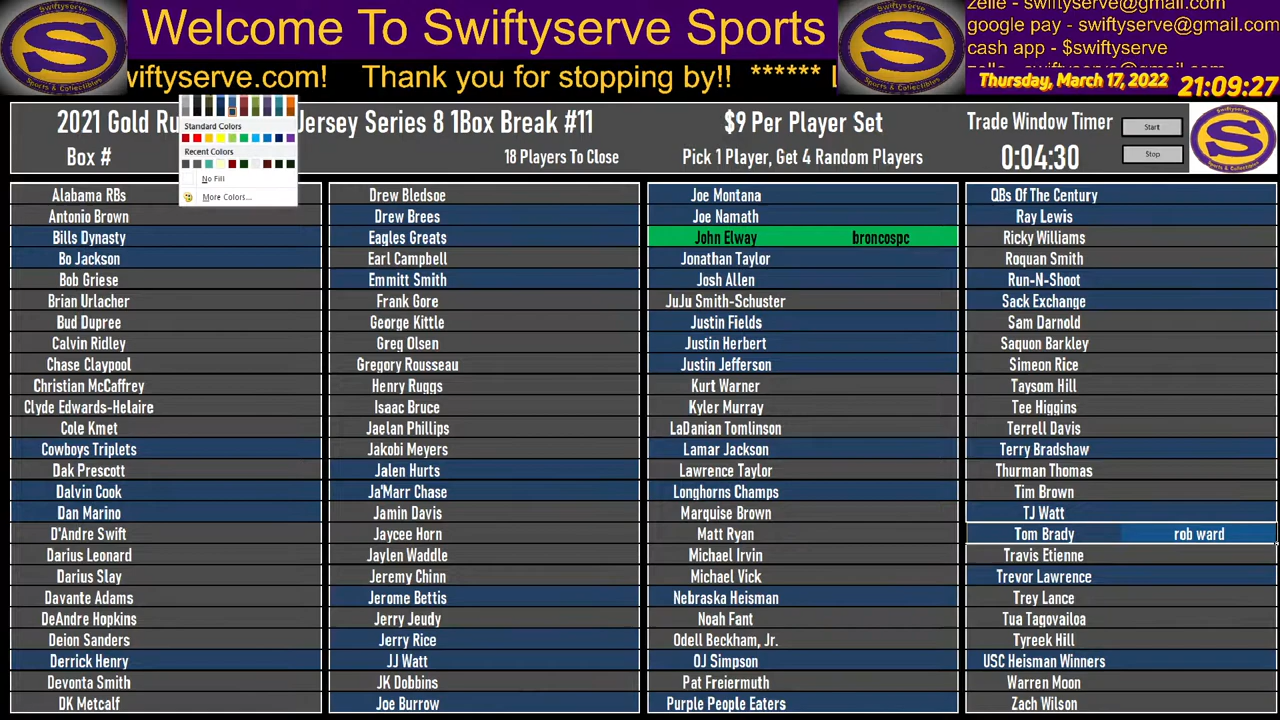 Welcome To Swiftyserve Sports
wiftyserve.com! Thank you for stopping by!! ******
zelle - swiftyserve@gmail.com
google pay - swiftyserve@gmail.com
cash app - $swiftyserve
Thursday, March 17, 2022 21:09:27
2021 Gold Ru Jersey Series 8 1Box Break #11
$9 Per Player Set
Trade Window Timer
Start
Box #
18 Players To Close
Pick 1 Player, Get 4 Random Players
0:04:30
Stop
Standard Colors
Recent Colors
No Fill
More Colors...
Alabama RBs
Antonio Brown
Bills Dynasty
Bo Jackson
Bob Griese
Brian Urlacher
Bud Dupree
Calvin Ridley
Chase Claypool
Christian McCaffrey
Clyde Edwards-Helaire
Cole Kmet
Cowboys Triplets
Dak Prescott
Dalvin Cook
Dan Marino
D'Andre Swift
Darius Leonard
Darius Slay
Davante Adams
DeAndre Hopkins
Deion Sanders
Derrick Henry
Devonta Smith
DK Metcalf
Drew Bledsoe
Drew Brees
Eagles Greats
Earl Campbell
Emmitt Smith
Frank Gore
George Kittle
Greg Olsen
Gregory Rousseau
Henry Ruggs
Isaac Bruce
Jaelan Phillips
Jakobi Meyers
Jalen Hurts
Ja'Marr Chase
Jamin Davis
Jaycee Horn
Jaylen Waddle
Jeremy Chinn
Jerome Bettis
Jerry Jeudy
Jerry Rice
JJ Watt
JK Dobbins
Joe Burrow
Joe Montana
Joe Namath
John Elway broncospc
Jonathan Taylor
Josh Allen
JuJu Smith-Schuster
Justin Fields
Justin Herbert
Justin Jefferson
Kurt Warner
Kyler Murray
LaDanian Tomlinson
Lamar Jackson
Lawrence Taylor
Longhorns Champs
Marquise Brown
Matt Ryan
Michael Irvin
Michael Vick
Nebraska Heisman
Noah Fant
Odell Beckham, Jr.
OJ Simpson
Pat Freiermuth
Purple People Eaters
QBs Of The Century
Ray Lewis
Ricky Williams
Roquan Smith
Run-N-Shoot
Sack Exchange
Sam Darnold
Saquon Barkley
Simeon Rice
Taysom Hill
Tee Higgins
Terrell Davis
Terry Bradshaw
Thurman Thomas
Tim Brown
TJ Watt
Tom Brady rob ward
Travis Etienne
Trevor Lawrence
Trey Lance
Tua Tagovailoa
Tyreek Hill
USC Heisman Winners
Warren Moon
Zach Wilson